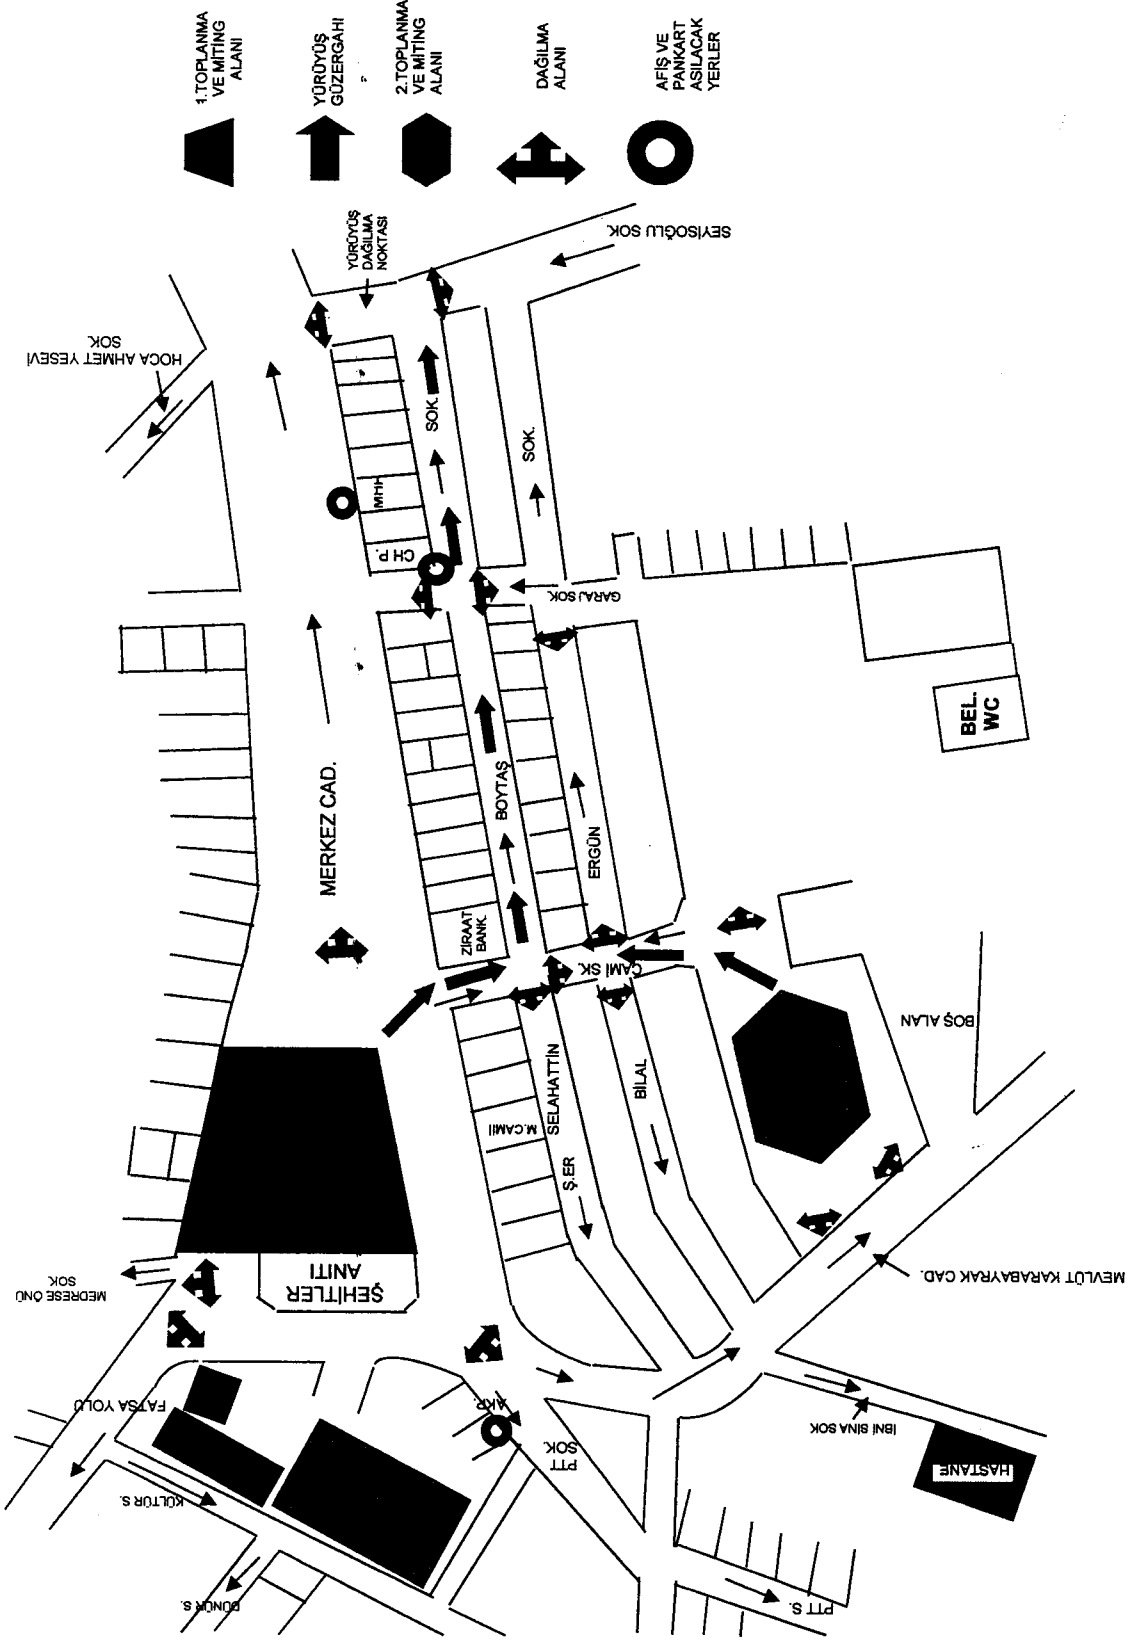 1.TOPLANMA
VE MİTİNG
ALANI
YÜRÜYÜŞ
GÜZERGAHI
2.TOPLANMA
VE MİTİNG
ALANI
DAĞILMA
ALANI
AFİŞ VE
PANKART
ASILACAK
YERLER
HOCA AHMET YESEVİ
SOK.
YÜRÜYÜŞ
DAĞILMA
NOKTASI
SEYİSOĞLU SOK.
SOK.
SOK.
MHH
CH P.
GARAJ SOK.
MERKEZ CAD.
BOYTAŞ
ERGÜN
ZİRAAT
BANK.
CAMİ SK.
BEL.
WC
BOŞ ALAN
SELAHATTİN
Ş.ER
BİLAL
M.CAMİİ
ŞEHİTLER
ANITI
MEDRESE ÖNÜ
SOK.
MEVLÜT KARABAYRAK CAD.
FATSA YOLU
AKP.
PTT
SOK.
İBNİ SİNA SOK
HASTANE
KÜLTÜR S.
DÜNÜR S.
PTT S.